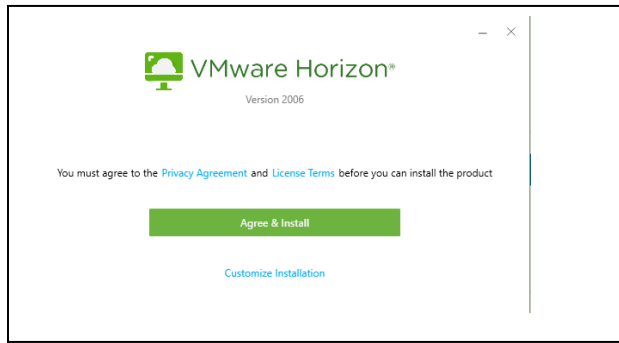 VMware Horizon®
Version 2006
You must agree to the Privacy Agreement and License Terms before you can install the product
Agree & Install
Customize Installation